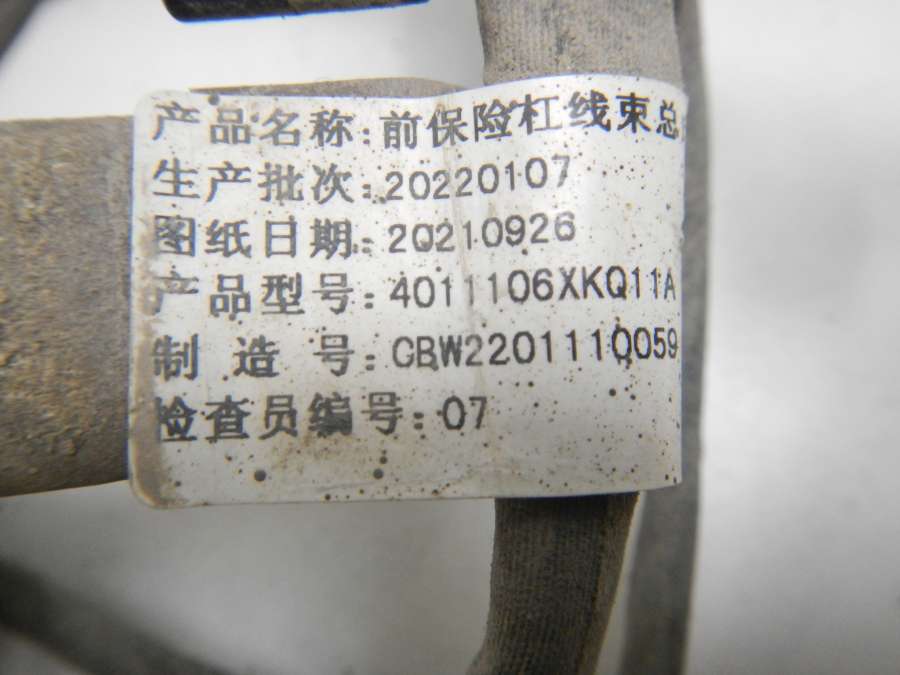 产品名称:前保险杠线束总
生产批次:20220107
图纸日期:20210926
产品型号:4011106XKQ11A
制 造 号:CBW2201110059
检查员编号:07